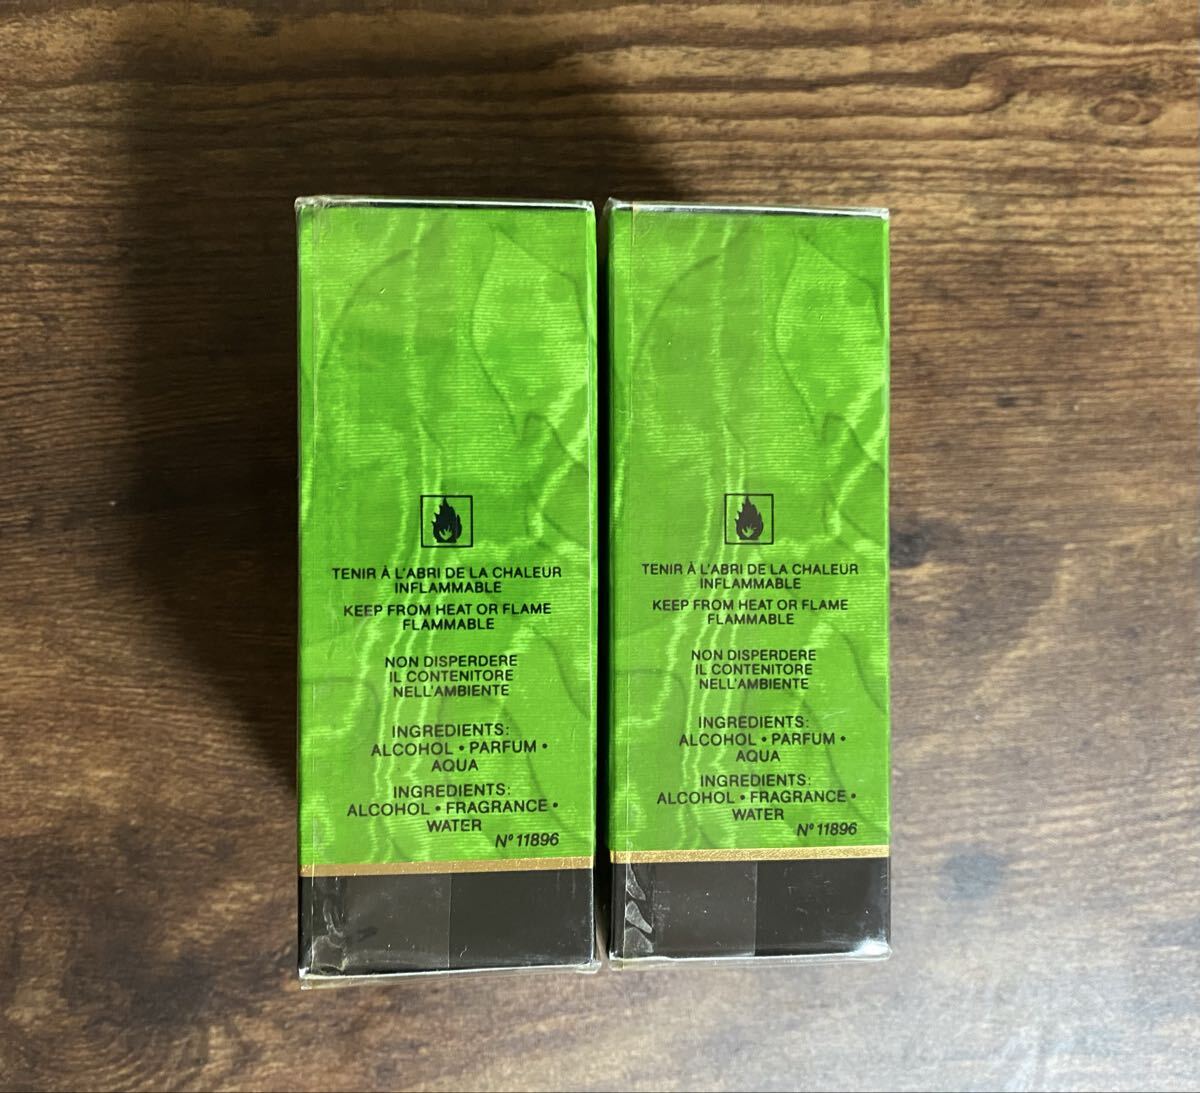 TENIR À L'ABRI DE LA CHALEUR
INFLAMMABLE
KEEP FROM HEAT OR FLAME
FLAMMABLE
NON DISPERDERE
IL CONTENITORE
NELL'AMBIENTE
INGREDIENTS:
ALCOHOL • PARFUM •
AQUA
INGREDIENTS:
ALCOHOL • FRAGRANCE •
WATER
Nº 11896
TENIR À L'ABRI DE LA CHALEUR
INFLAMMABLE
KEEP FROM HEAT OR FLAME
FLAMMABLE
NON DISPERDERE
IL CONTENITORE
NELL'AMBIENTE
INGREDIENTS:
ALCOHOL • PARFUM •
AQUA
INGREDIENTS:
ALCOHOL • FRAGRANCE •
WATER
Nº 11896